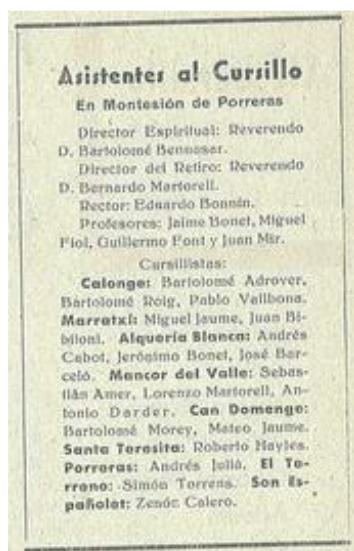 Asistentes al Cursillo
En Montesión de Porreras
Director Espiritual: Reverendo
D. Bartolomé Bennasar.
Director del Retiro: Reverendo
D. Bernardo Martorell.
Rector: Eduardo Bonnín.
Profesores: Jaime Bonet, Miguel
Fiol, Guillermo Font y Juan Mir.
Cursillistas:
Calonge: Bartolomé Adrover,
Bartolomé Roig, Pablo Vallbona.
Marratxí: Miguel Jaume, Juan Bi-
biloni. Alquería Blanca: Andrés
Cabot, Jerónimo Bonet, José Bar-
celó. Mancor del Valle: Sebas-
tián Amer, Lorenzo Martorell, An-
tonio Darder. Can Domenge:
Bartolomé Morey, Mateo Jaume.
Santa Teresita: Roberto Hayles.
Porreras: Andrés Juliá. El Te-
rreno: Simón Torrens. Son Es-
pañolet: Calero.